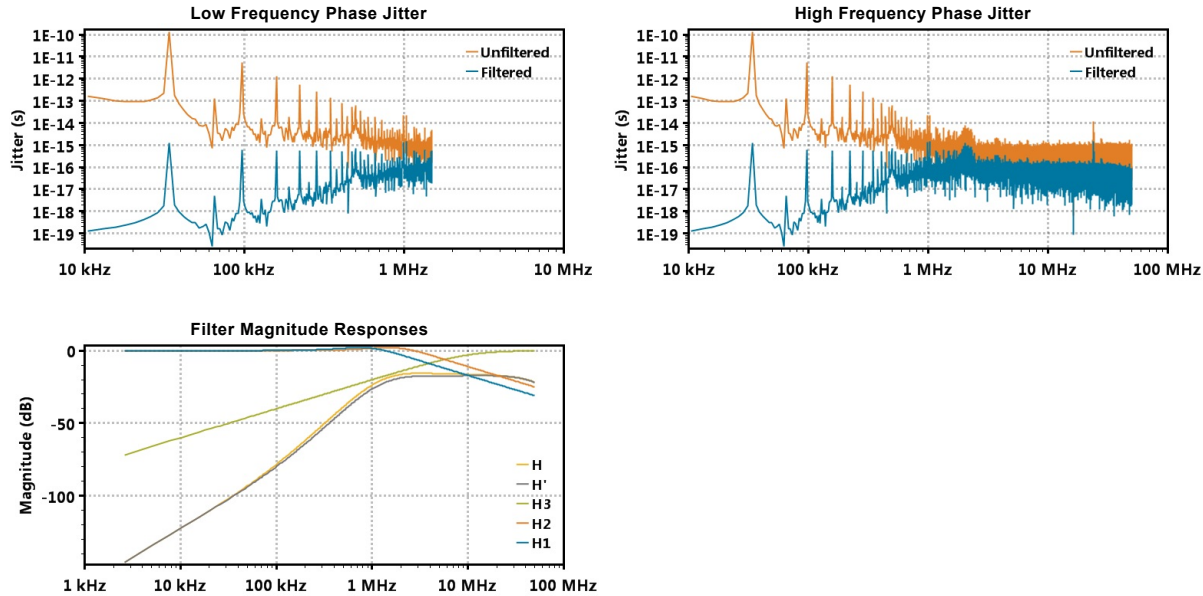 Low Frequency Phase Jitter
Jitter (s)
1E-10
1E-11
1E-12
1E-13
1E-14
1E-15
1E-16
1E-17
1E-18
1E-19
Unfiltered
Filtered
10 kHz 100 kHz 1 MHz 10 MHz
High Frequency Phase Jitter
Jitter (s)
1E-10
1E-11
1E-12
1E-13
1E-14
1E-15
1E-16
1E-17
1E-18
1E-19
Unfiltered
Filtered
10 kHz 100 kHz 1 MHz 10 MHz 100 MHz
Filter Magnitude Responses
Magnitude (dB)
0
-50
-100
H
H'
H3
H2
H1
1 kHz 10 kHz 100 kHz 1 MHz 10 MHz 100 MHz